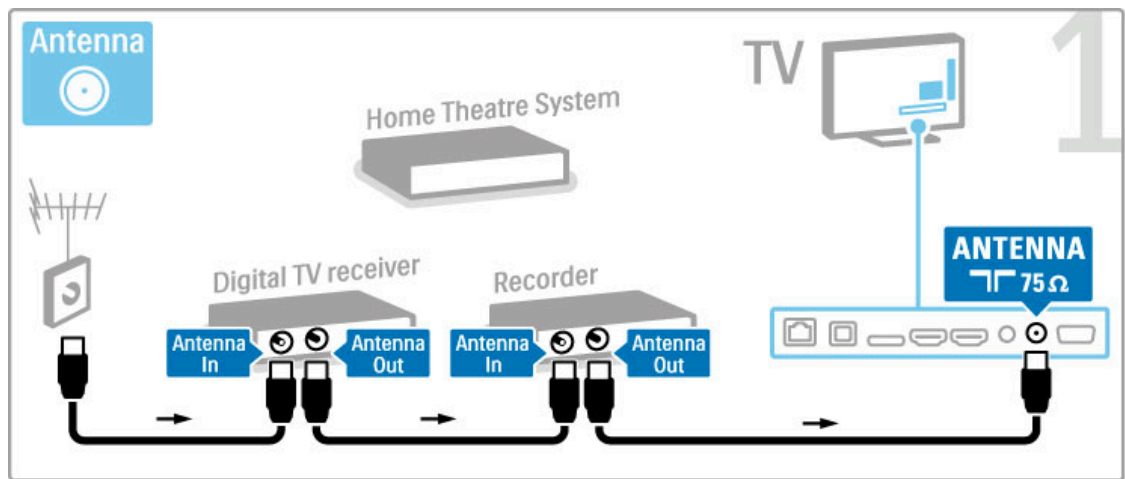 Antenna
Home Theatre System
TV
1
Digital TV receiver
Recorder
ANTENNA
75 Ω
Antenna
In
Antenna
Out
Antenna
In
Antenna
Out